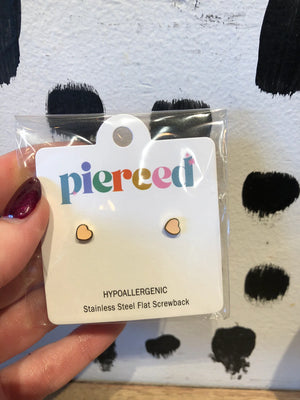 pierced
HYPOALLERGENIC
Stainless Steel Flat Screwback